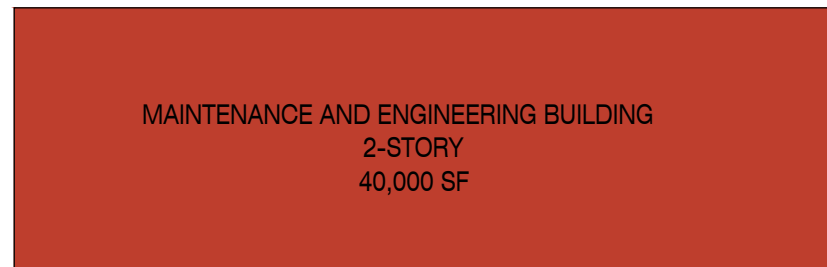 MAINTENANCE AND ENGINEERING BUILDING
2-STORY
40,000 SF